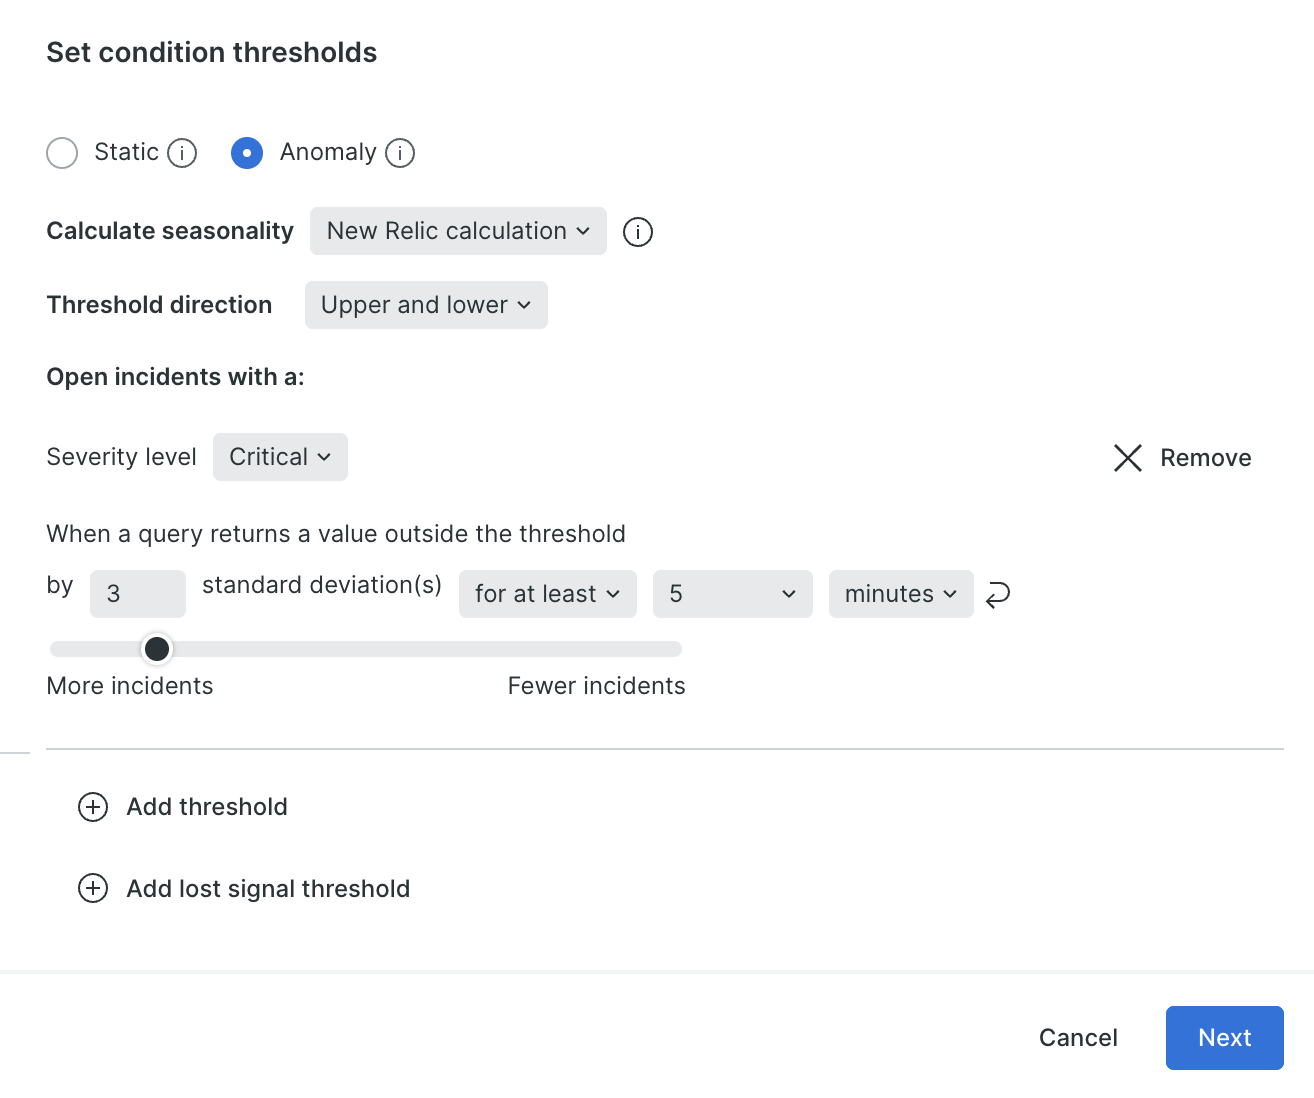 Set condition thresholds
Static Anomaly
Calculate seasonality New Relic calculation
Threshold direction Upper and lower
Open incidents with a:
Severity level Critical Remove
When a query returns a value outside the threshold
by 3 standard deviation(s) for at least 5 minutes
More incidents Fewer incidents
Add threshold
Add lost signal threshold
Cancel Next